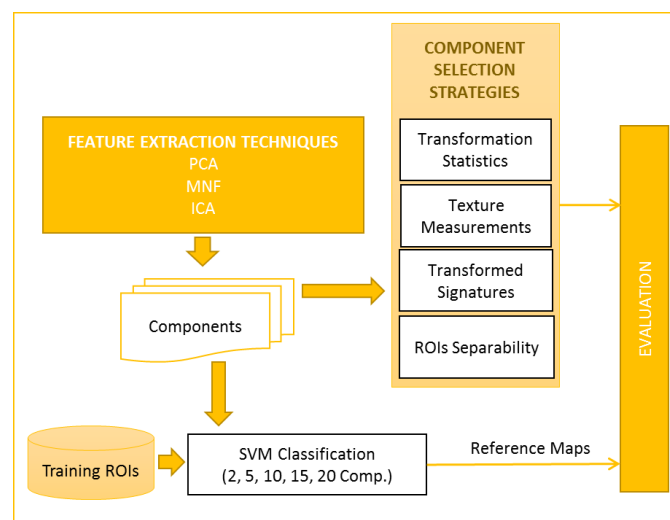 FEATURE EXTRACTION TECHNIQUES
PCA
MNF
ICA
Components
COMPONENT
SELECTION
STRATEGIES
Transformation
Statistics
Texture
Measurements
Transformed
Signatures
ROIs Separability
Training ROIs
SVM Classification
(2, 5, 10, 15, 20 Comp.)
Reference Maps
EVALUATION